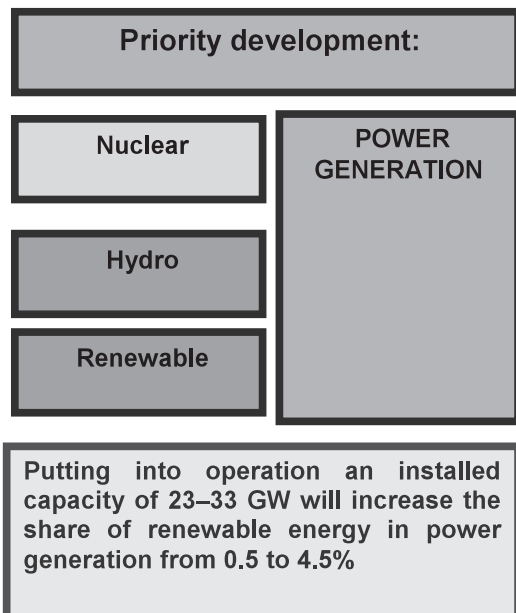 Priority development:
Nuclear
POWER
GENERATION
Hydro
Renewable
Putting into operation an installed
capacity of 23–33 GW will increase the
share of renewable energy in power
generation from 0.5 to 4.5%